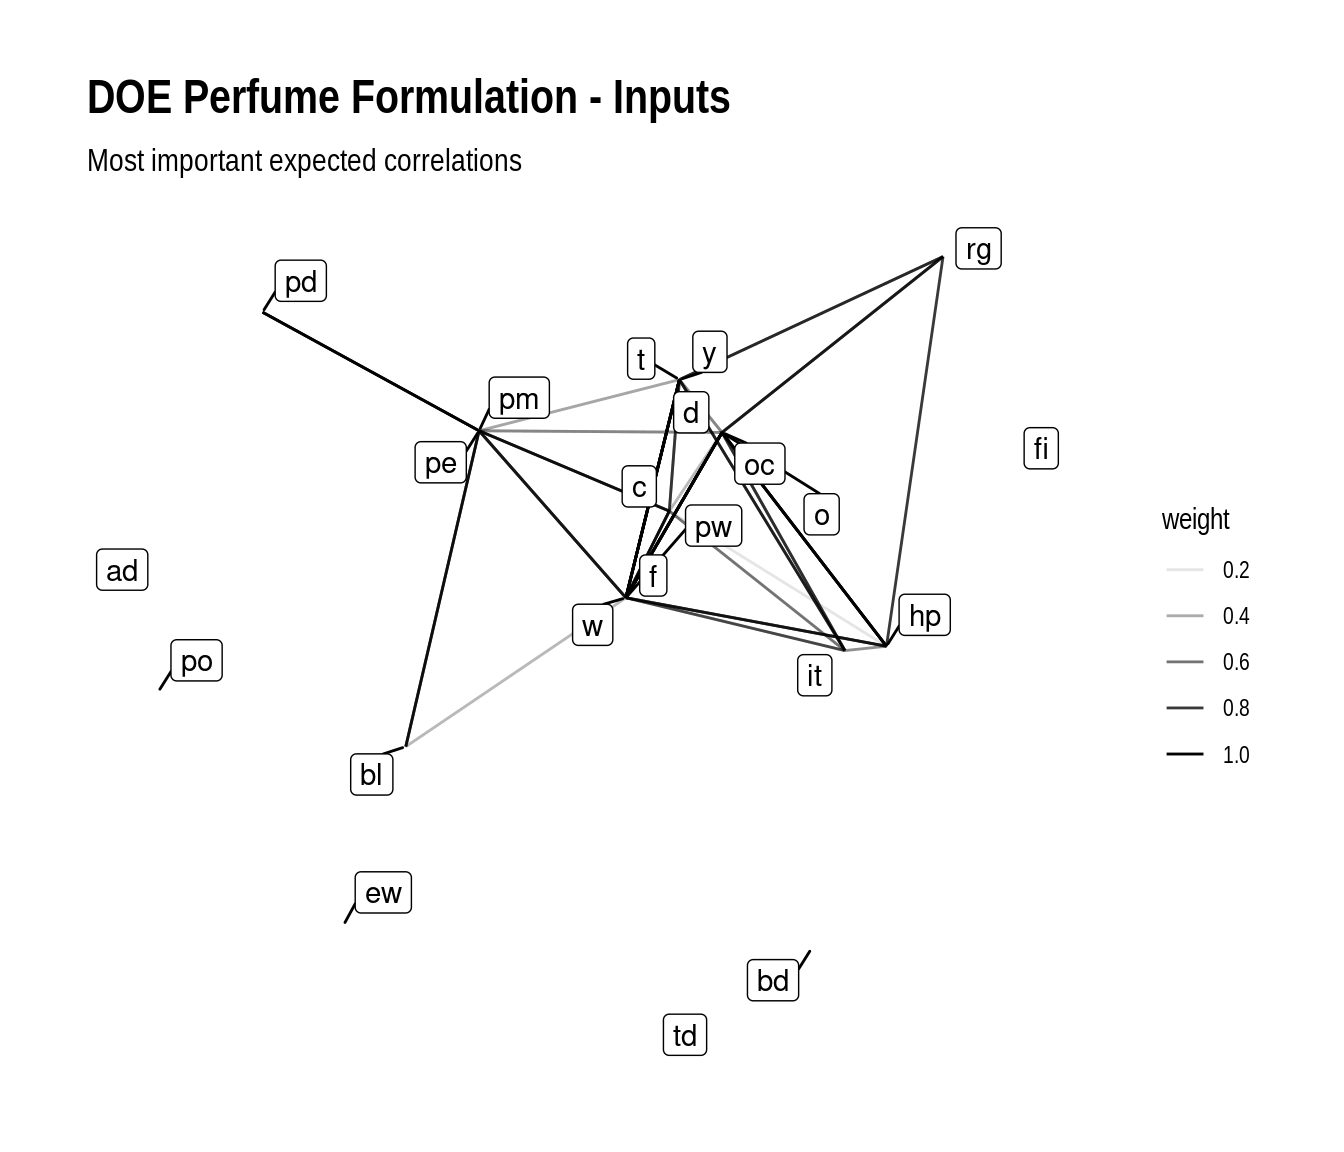 DOE Perfume Formulation - Inputs
Most important expected correlations
rg
pd
t
y
pm
d
fi
pe
oc
c
o
pw
weight
ad
0.2
f
hp
0.4
w
po
0.6
it
0.8
bl
1.0
ew
bd
td